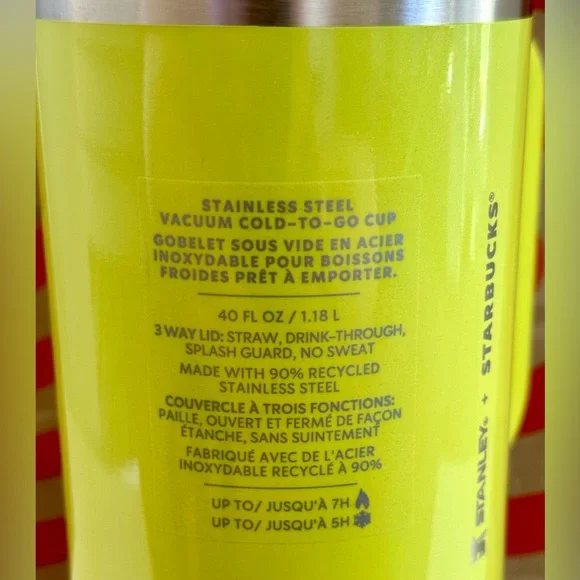 STAINLESS STEEL
VACUUM COLD-TO-GO CUP
GOBELET SOUS VIDE EN ACIER
INOXYDABLE POUR BOISSONS
FROIDES PRÊT À EMPORTER.
40 FL OZ / 1.18 L
3 WAY LID: STRAW, DRINK-THROUGH,
SPLASH GUARD, NO SWEAT
MADE WITH 90% RECYCLED
STAINLESS STEEL
COUVERCLE À TROIS FONCTIONS:
PAILLE, OUVERT ET FERMÉ DE FAÇON
ÉTANCHE, SANS SUINTEMENT
FABRIQUÉ AVEC DE L'ACIER
INOXYDABLE RECYCLÉ À 90%
UP TO/ JUSQU'À 7H
UP TO/ JUSQU'À 5H
STANLEY® + STARBUCKS®